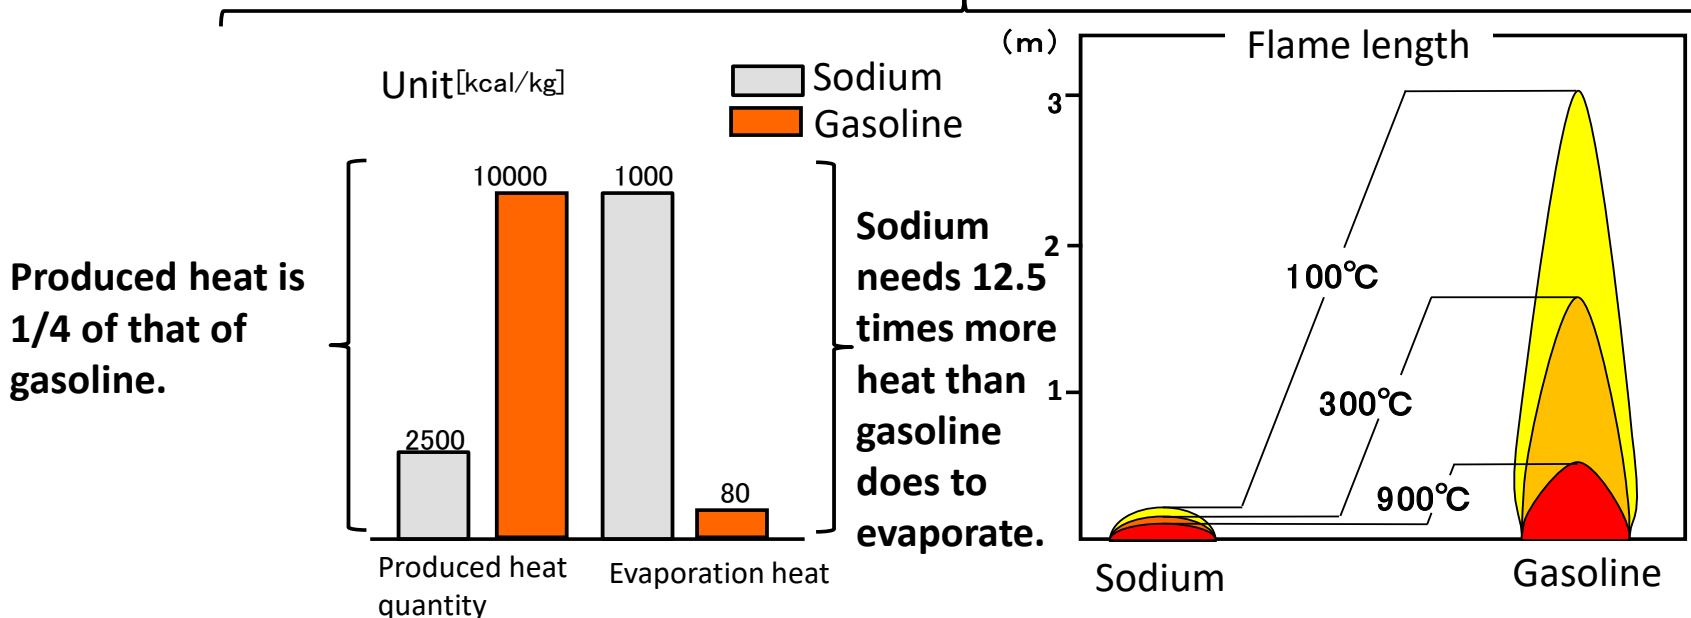 Produced heat is
1/4 of that of
gasoline.
Unit[kcal/kg]
Sodium
Gasoline
2500
10000
1000
80
Produced heat
quantity
Evaporation heat
Sodium
needs 12.5
times more
heat than
gasoline
does to
evaporate.
(m)
Flame length
3
2
1
100℃
300℃
900℃
Sodium
Gasoline